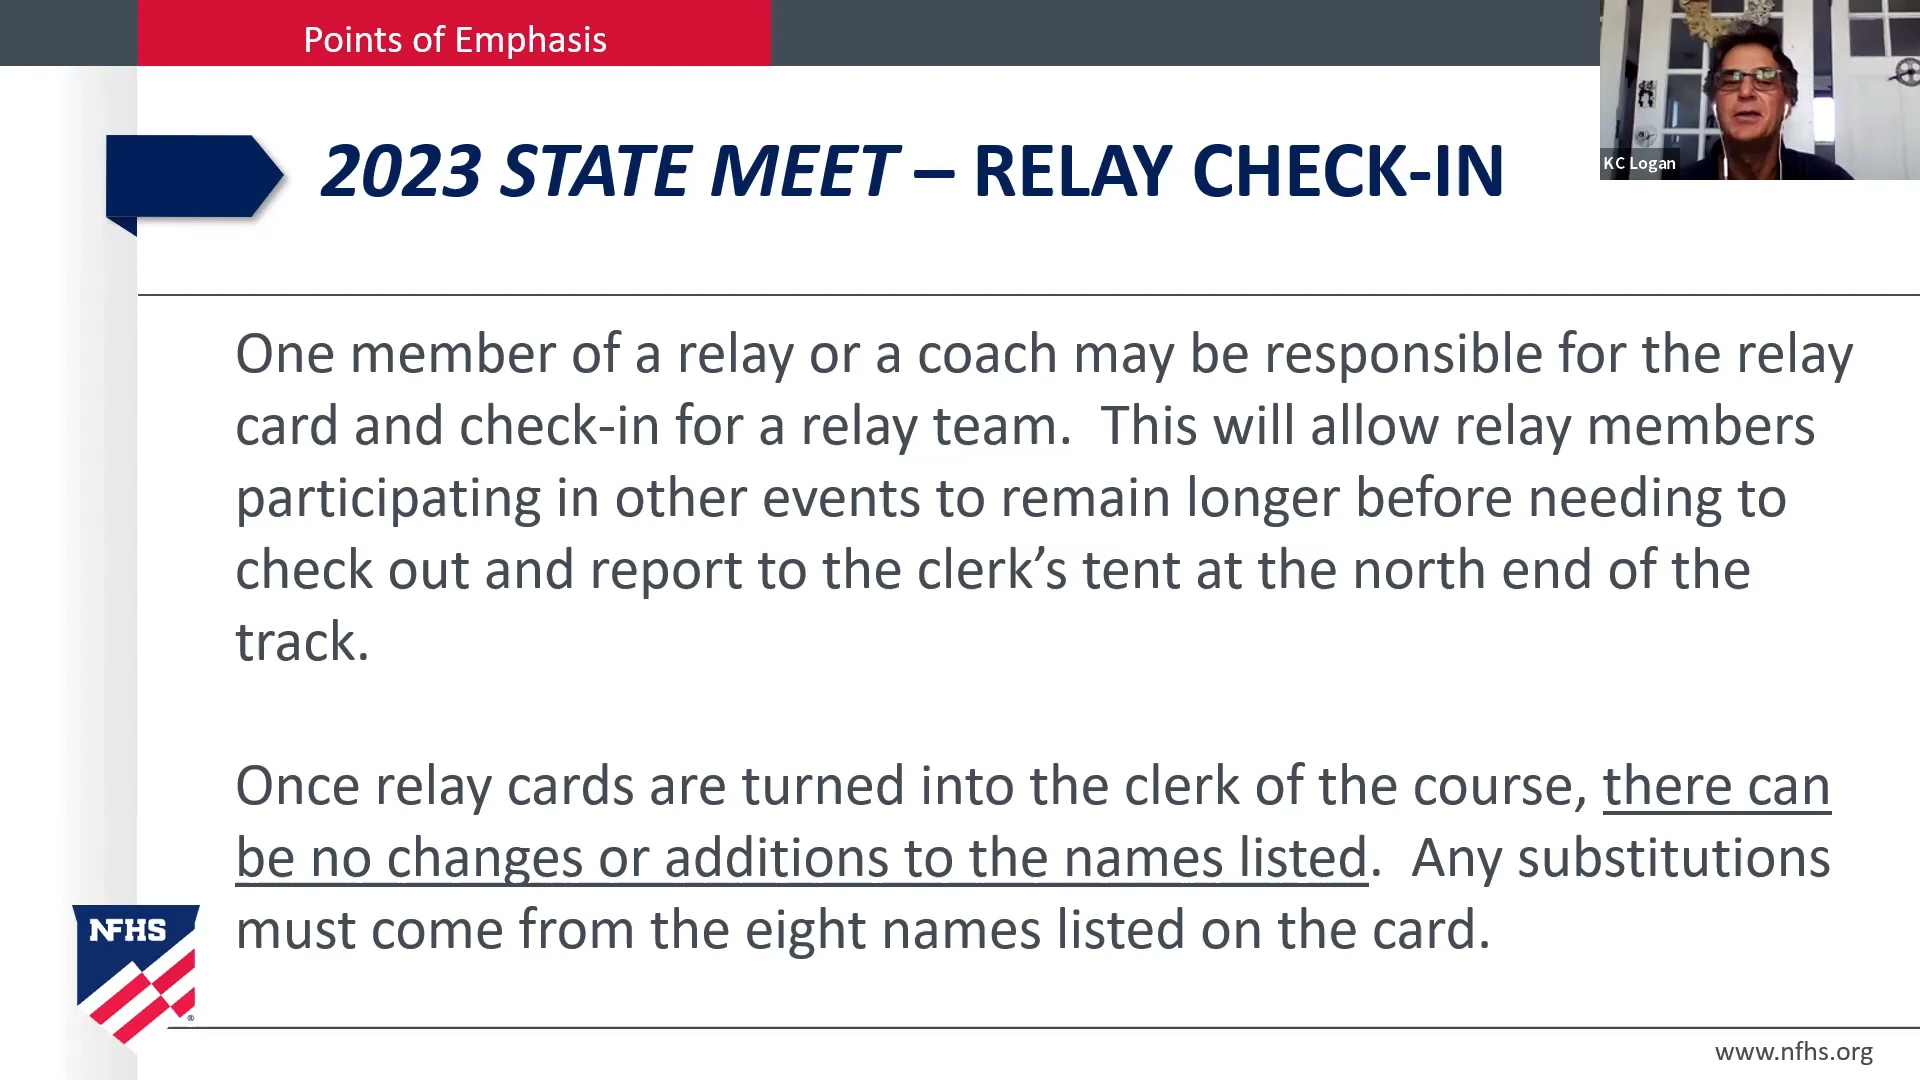 Points of Emphasis
KC Logan
2023 STATE MEET – RELAY CHECK-IN
One member of a relay or a coach may be responsible for the relay
card and check-in for a relay team.  This will allow relay members
participating in other events to remain longer before needing to
check out and report to the clerk’s tent at the north end of the
track.
Once relay cards are turned into the clerk of the course, there can
be no changes or additions to the names listed.  Any substitutions
must come from the eight names listed on the card.
NFHS
®
www.nfhs.org